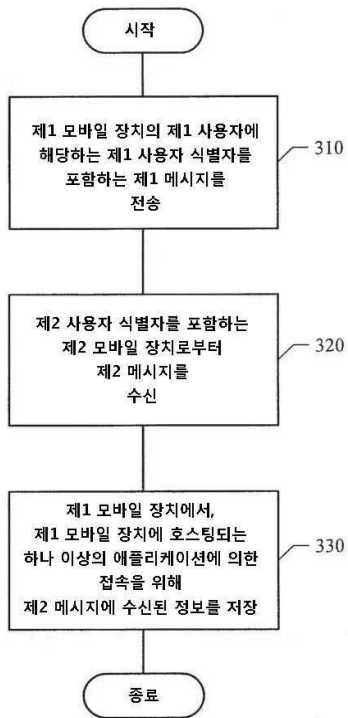 시작
제1 모바일 장치의 제1 사용자에
해당하는 제1 사용자 식별자를
포함하는 제1 메시지를
전송
310
제2 사용자 식별자를 포함하는
제2 모바일 장치로부터
제2 메시지를
수신
320
제1 모바일 장치에서,
제1 모바일 장치에 호스팅되는
하나 이상의 애플리케이션에 의한
접속을 위해
제2 메시지에 수신된 정보를 저장
330
종료